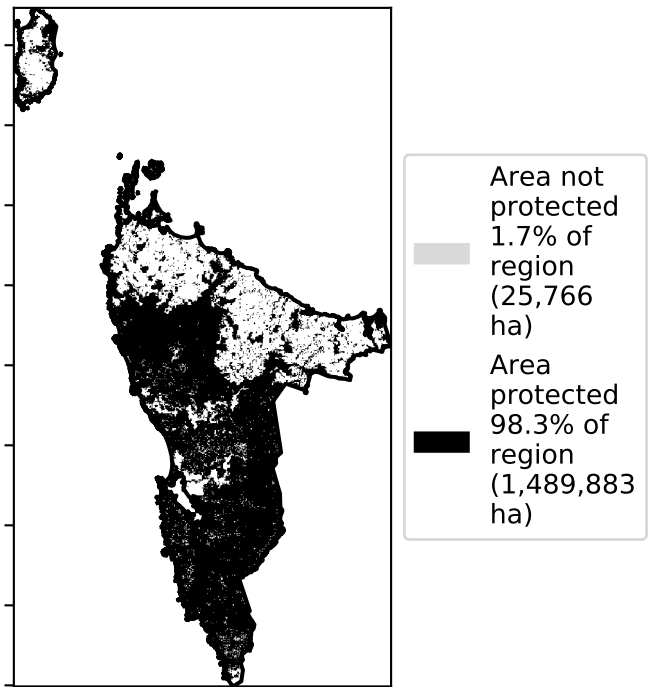 Area not
protected
1.7% of
region
(25,766
ha)
Area
protected
98.3% of
region
(1,489,883
ha)